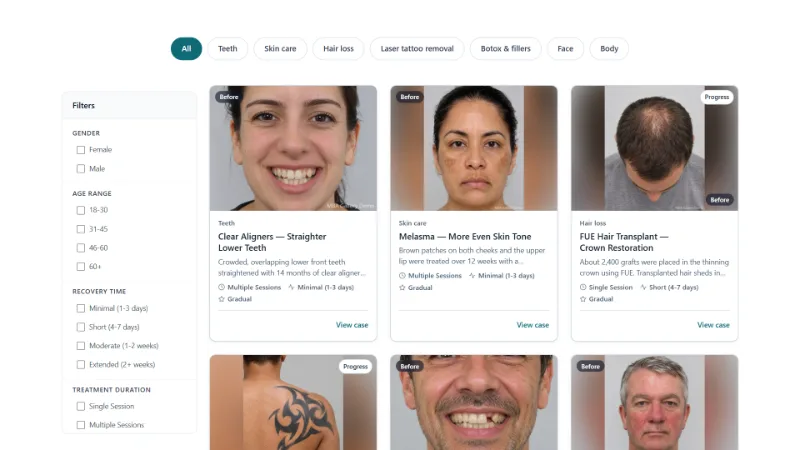 All
Teeth
Skin care
Hair loss
Laser tattoo removal
Botox & fillers
Face
Body
Filters
GENDER
Female
Male
AGE RANGE
18-30
31-45
46-60
60+
RECOVERY TIME
Minimal (1-3 days)
Short (4-7 days)
Moderate (1-2 weeks)
Extended (2+ weeks)
TREATMENT DURATION
Single Session
Multiple Sessions
Before
Teeth
Clear Aligners — Straighter
Lower Teeth
Crowded, overlapping lower front teeth
straightened with 14 months of clear aligner...
Multiple Sessions
Minimal (1-3 days)
Gradual
View case
Before
Skin care
Melasma — More Even Skin Tone
Brown patches on both cheeks and the upper
lip were treated over 12 weeks with a...
Multiple Sessions
Minimal (1-3 days)
Gradual
View case
Progress
Before
Hair loss
FUE Hair Transplant —
Crown Restoration
About 2,400 grafts were placed in the thinning
crown using FUE. Transplanted hair sheds in...
Single Session
Short (4-7 days)
Gradual
View case
Progress
Before
Before